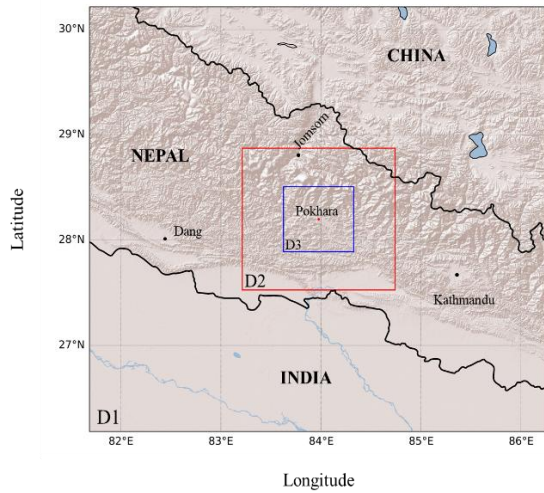 30°N
CHINA
29°N
Jomsom
NEPAL
Pokhara
Dang
28°N
D3
D2
Kathmandu
27°N
INDIA
D1
82°E
83°E
84°E
85°E
86°E
Latitude
Longitude